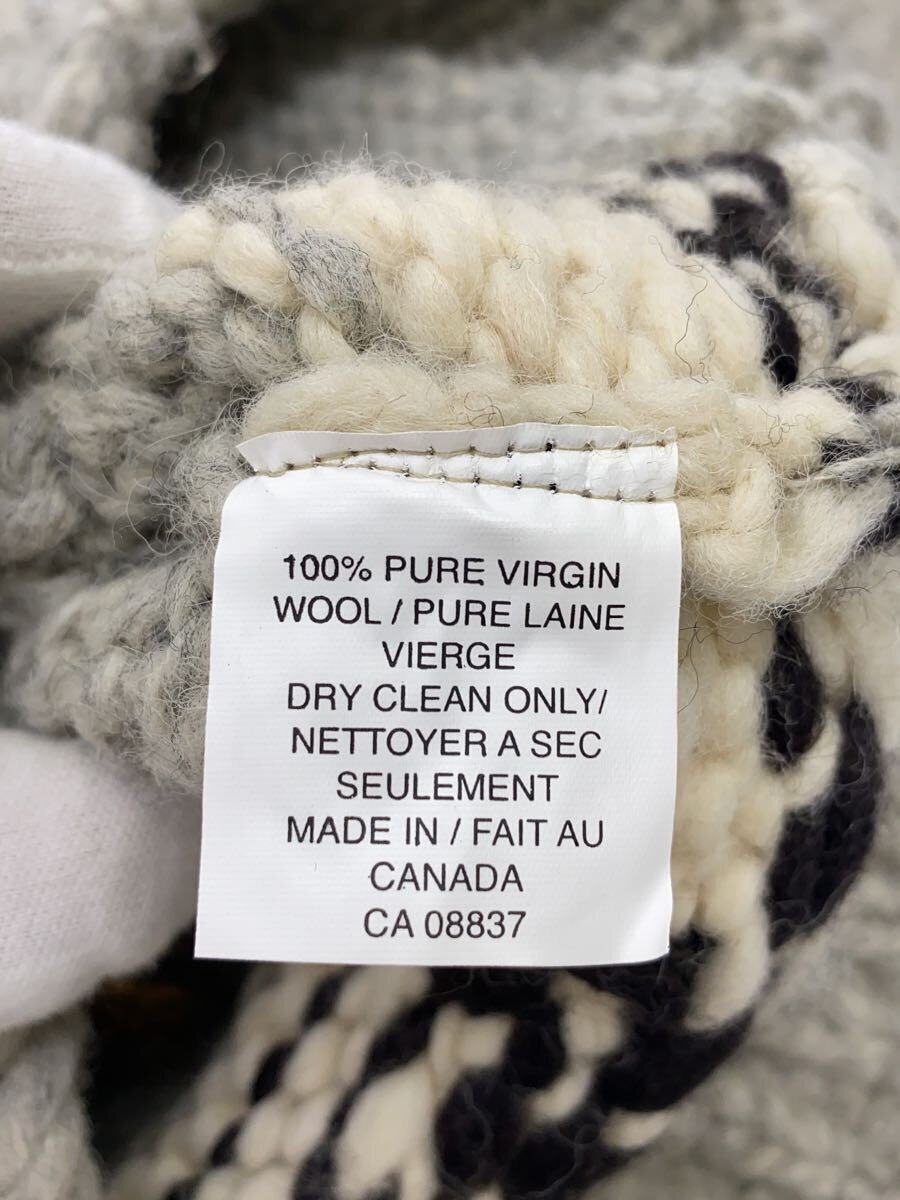 100% PURE VIRGIN
WOOL / PURE LAINE
VIERGE
DRY CLEAN ONLY/
NETTOYER A SEC
SEULEMENT
MADE IN / FAIT AU
CANADA
CA 08837